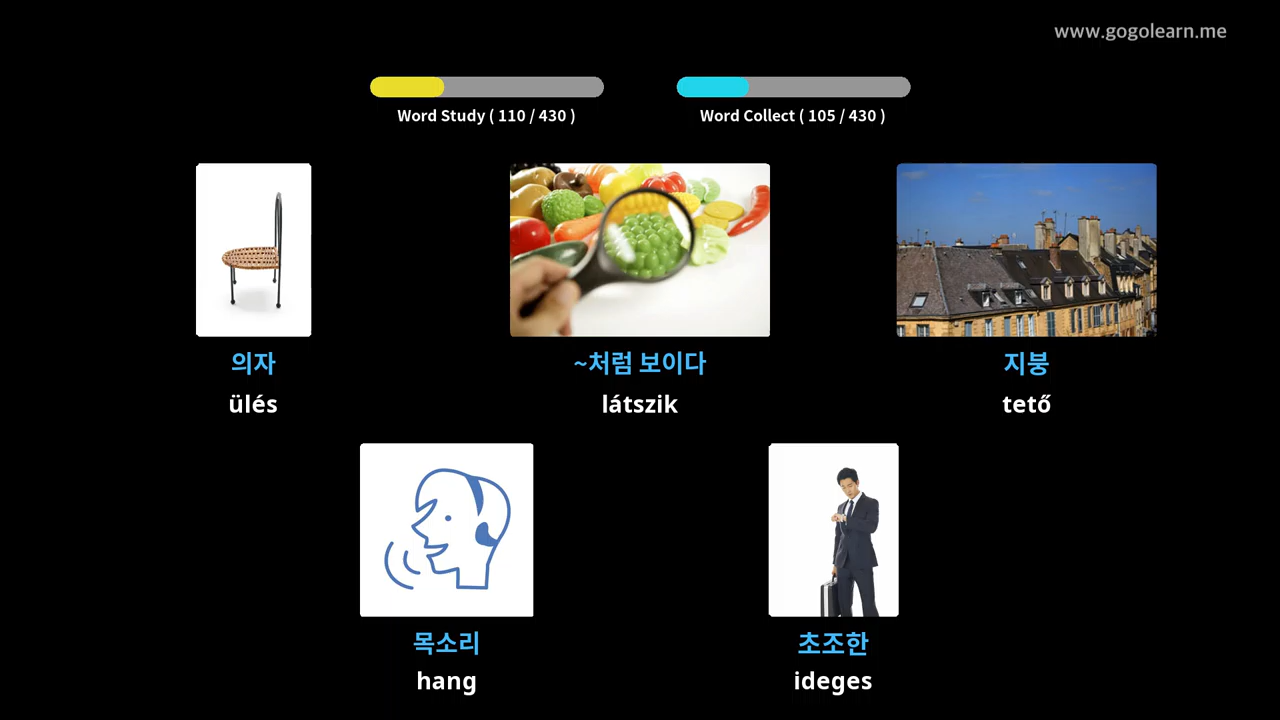 www.gogolearn.me
Word Study ( 110 / 430 )
Word Collect ( 105 / 430 )
의자
~처럼 보이다
지붕
ülés
látszik
tető
목소리
초조한
hang
ideges